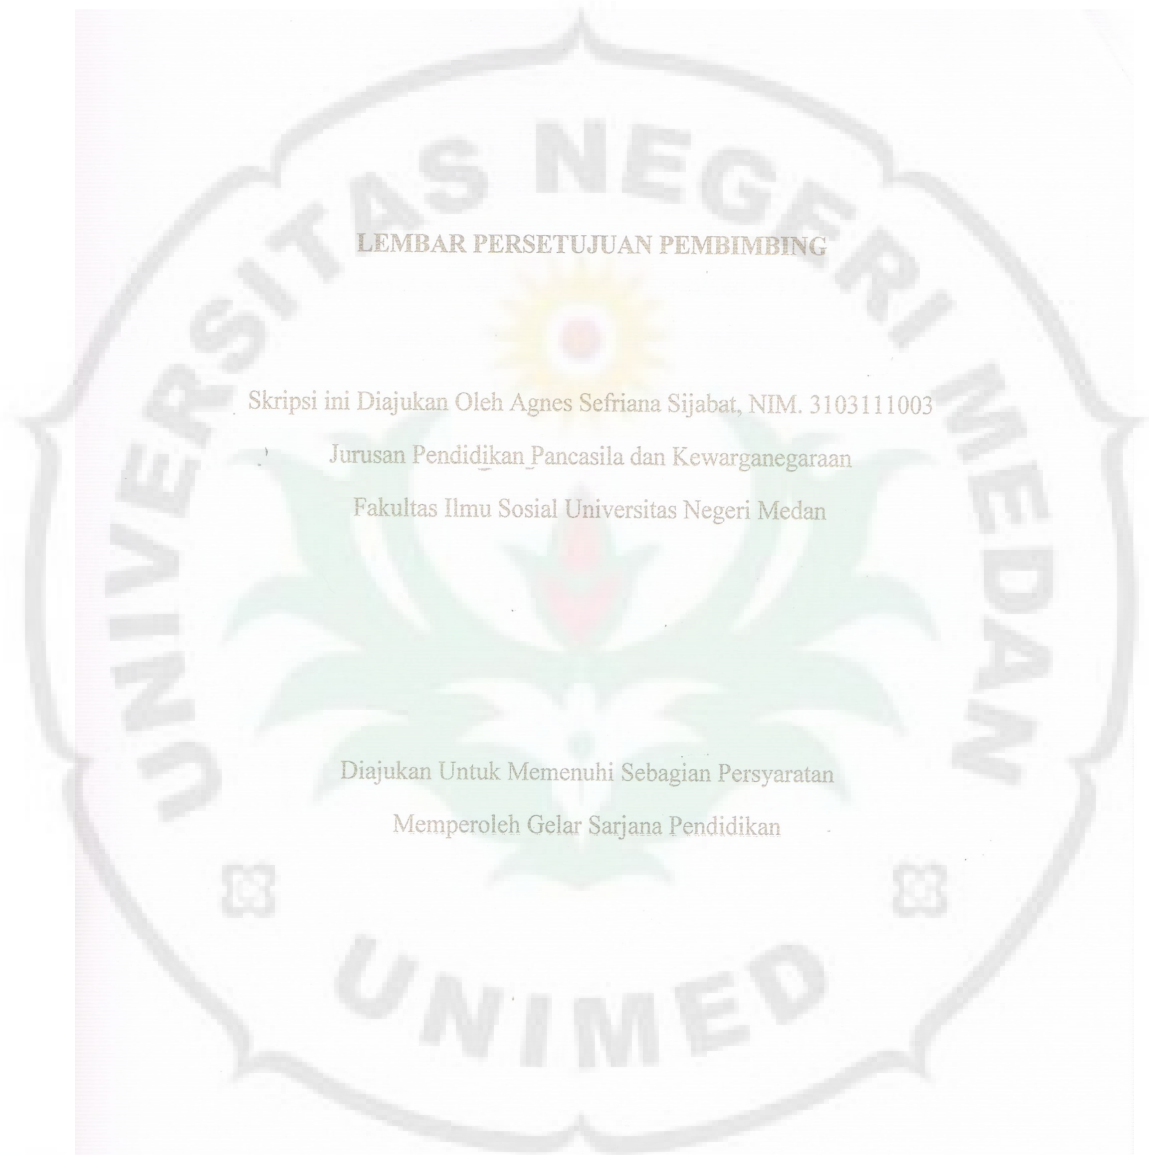 UNIVERSITAS NEGERI MEDAN
LEMBAR PERSETUJUAN PEMBIMBING
Skripsi ini Diajukan Oleh Agnes Sefriana Sijabat, NIM. 3103111003
Jurusan Pendidikan Pancasila dan Kewarganegaraan
Fakultas Ilmu Sosial Universitas Negeri Medan
Diajukan Untuk Memenuhi Sebagian Persyaratan
Memperoleh Gelar Sarjana Pendidikan
UNIMED